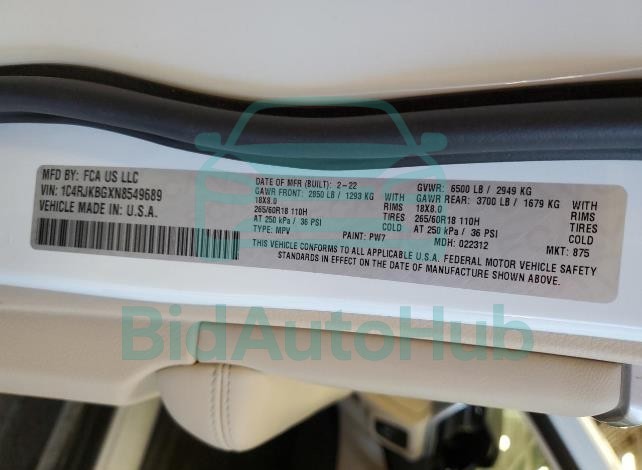 MFD BY: FCA US LLC
VIN: 1C4RJKBGXN8549689
VEHICLE MADE IN: U.S.A.
DATE OF MFR (BUILT): 2-22
GAWR FRONT: 2850 LB / 1293 KG
WITH
18X8.0 RIMS
265/60R18 110H TIRES
AT 250 kPa / 36 PSI COLD
TYPE: MPV PAINT: PW7
GVWR: 6500 LB / 2949 KG
GAWR REAR: 3700 LB / 1679 KG
WITH
18X8.0 RIMS
265/60R18 110H TIRES
AT 250 kPa / 36 PSI COLD
MDH: 022312 MKT: 875
THIS VEHICLE CONFORMS TO ALL APPLICABLE U.S.A. FEDERAL MOTOR VEHICLE SAFETY
STANDARDS IN EFFECT ON THE DATE OF MANUFACTURE SHOWN ABOVE.
BidAutoHub